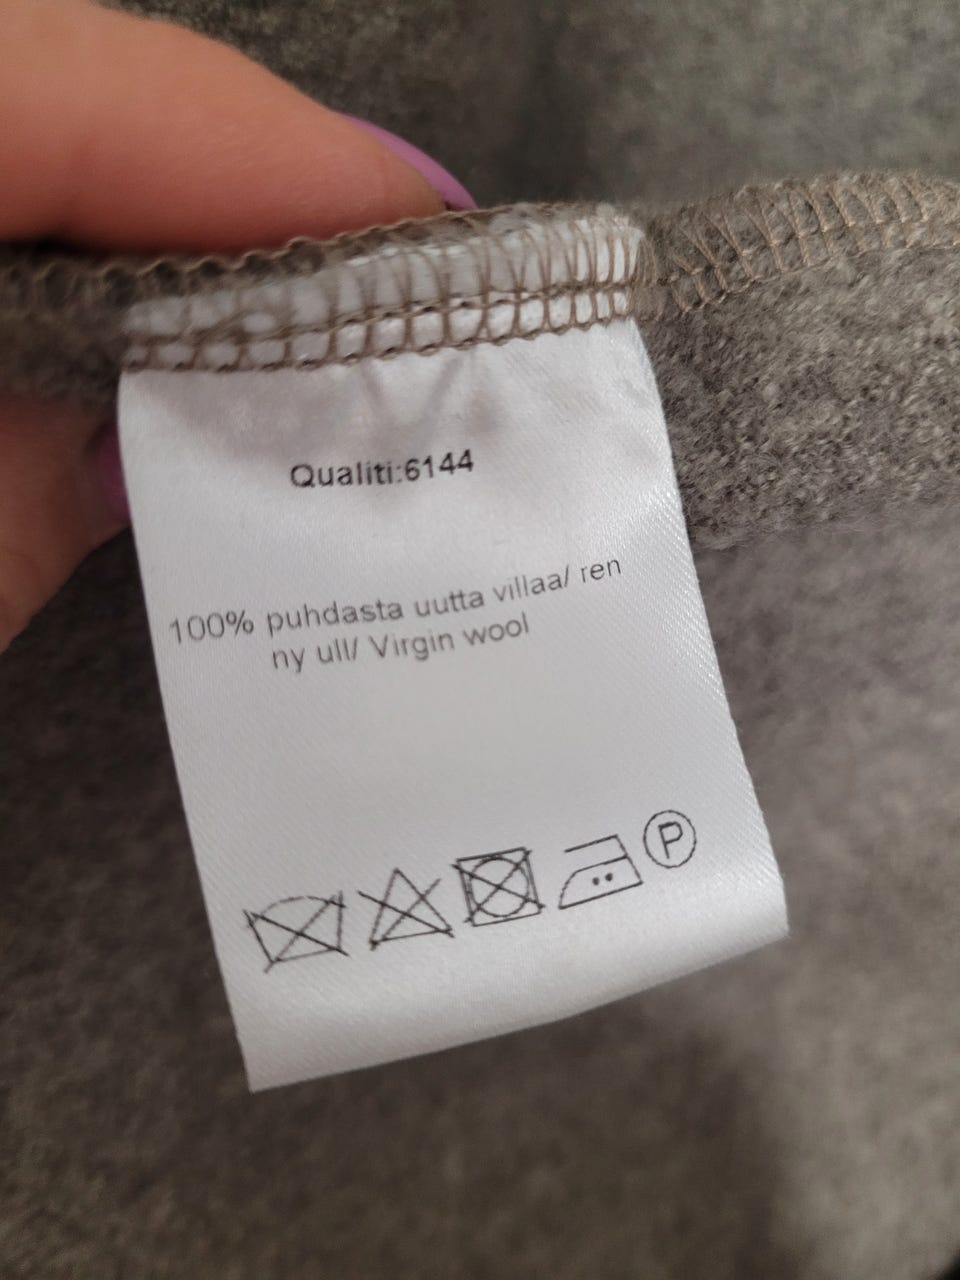 Qualiti:6144
100% puhdasta uutta villaa/ ren
ny ull/ Virgin wool
P